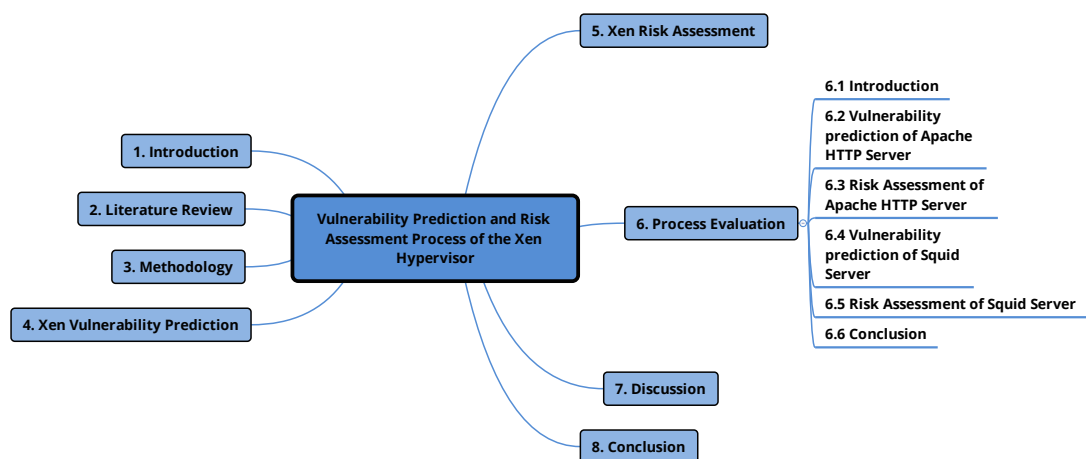 5. Xen Risk Assessment
6.1 Introduction
6.2 Vulnerability
prediction of Apache
HTTP Server
1. Introduction
6.3 Risk Assessment of
Apache HTTP Server
2. Literature Review
Vulnerability Prediction and Risk
Assessment Process of the Xen
Hypervisor
6. Process Evaluation
6.4 Vulnerability
prediction of Squid
Server
3. Methodology
6.5 Risk Assessment of Squid Server
4. Xen Vulnerability Prediction
6.6 Conclusion
7. Discussion
8. Conclusion